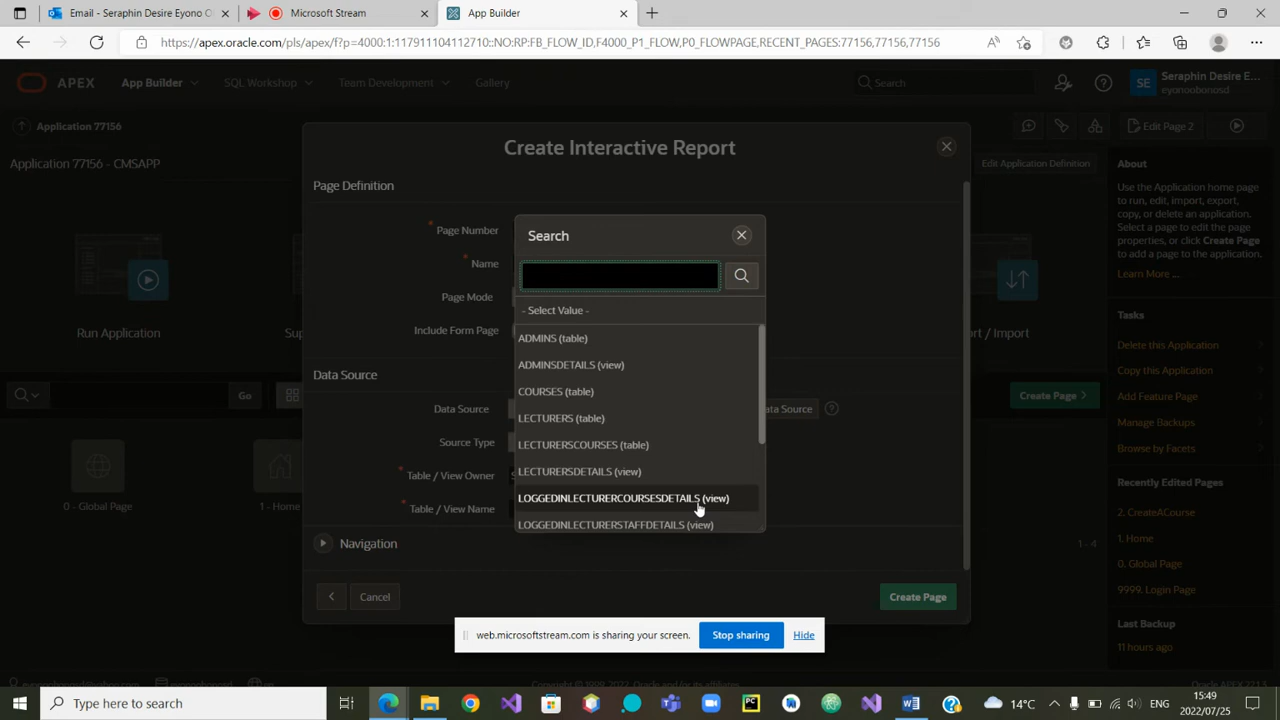 Email - Seraphin Desire Eyono O
Microsoft Stream
App Builder
https://apex.oracle.com/pls/apex/f?p=4000:1:117911104112710::NO:RP:FB_FLOW_ID,F4000_P1_FLOW,P0_FLOWPAGE,RECENT_PAGES:77156,77156,77156
APEX
App Builder
SQL Workshop
Team Development
Gallery
Search
SE
Seraphin Desire E...
eyonoobonosd
Application 77156
Edit Page 2
Application 77156 - CMSAPP
Edit Application Definition
Create Interactive Report
Page Definition
* Page Number
* Name
Page Mode
Include Form Page
Data Source
Data Source
Source Type
* Table / View Owner
* Table / View Name
Navigation
Cancel
Create Page
Search
- Select Value -
ADMINS (table)
ADMINSDETAILS (view)
COURSES (table)
LECTURERS (table)
LECTURERSCOURSES (table)
LECTURERSDETAILS (view)
LOGGEDINLECTURERCOURSESDETAILS (view)
LOGGEDINLECTURERSTAFFDETAILS (view)
ata Source
Run Application
Sup
rt / Import
Go
Create Page
0 - Global Page
1 - Home
1 - 4
About
Use the Application home page
to run, edit, import, export,
copy, or delete an application.
Select a page to edit the page
properties, or click Create Page
to add a page to the application.
Learn More ...
Tasks
Delete this Application
Copy this Application
Add Feature Page
Manage Backups
Browse by Facets
Recently Edited Pages
2. CreateACourse
1. Home
0. Global Page
9999. Login Page
Last Backup
11 hours ago
web.microsoftstream.com is sharing your screen.
Stop sharing
Hide
Type here to search
14°C
ENG
15:49
2022/07/25